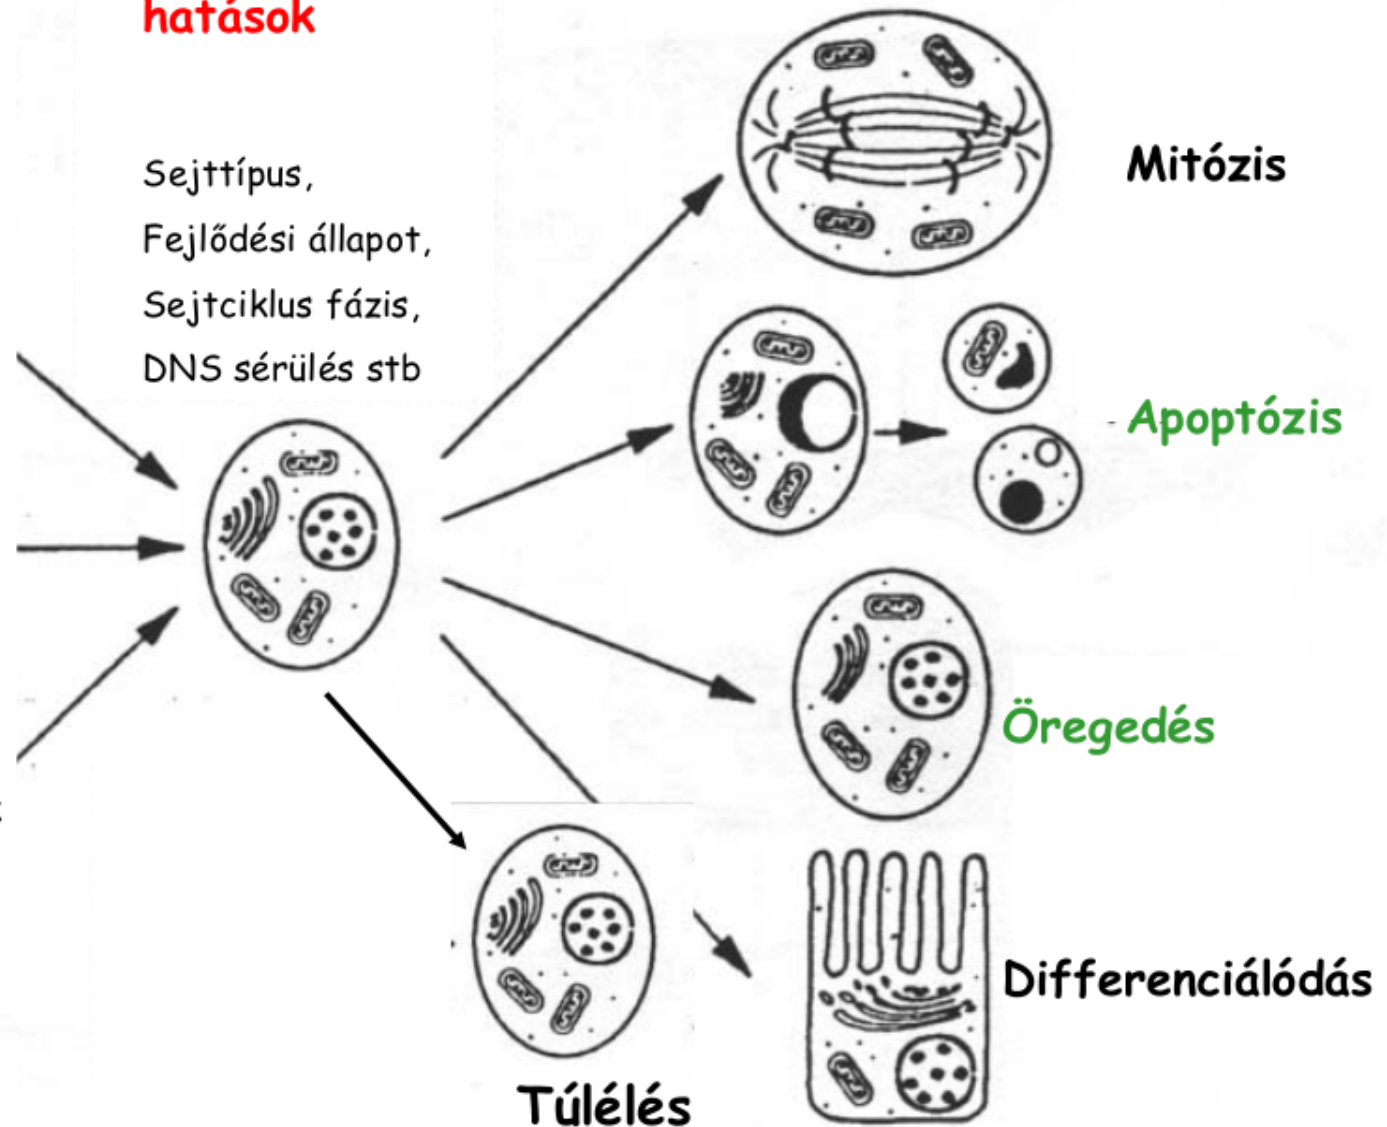 hatások
Sejttípus,
Fejlődési állapot,
Sejtciklus fázis,
DNS sérülés stb
Mitózis
Apoptózis
Öregedés
Differenciálódás
Túlélés